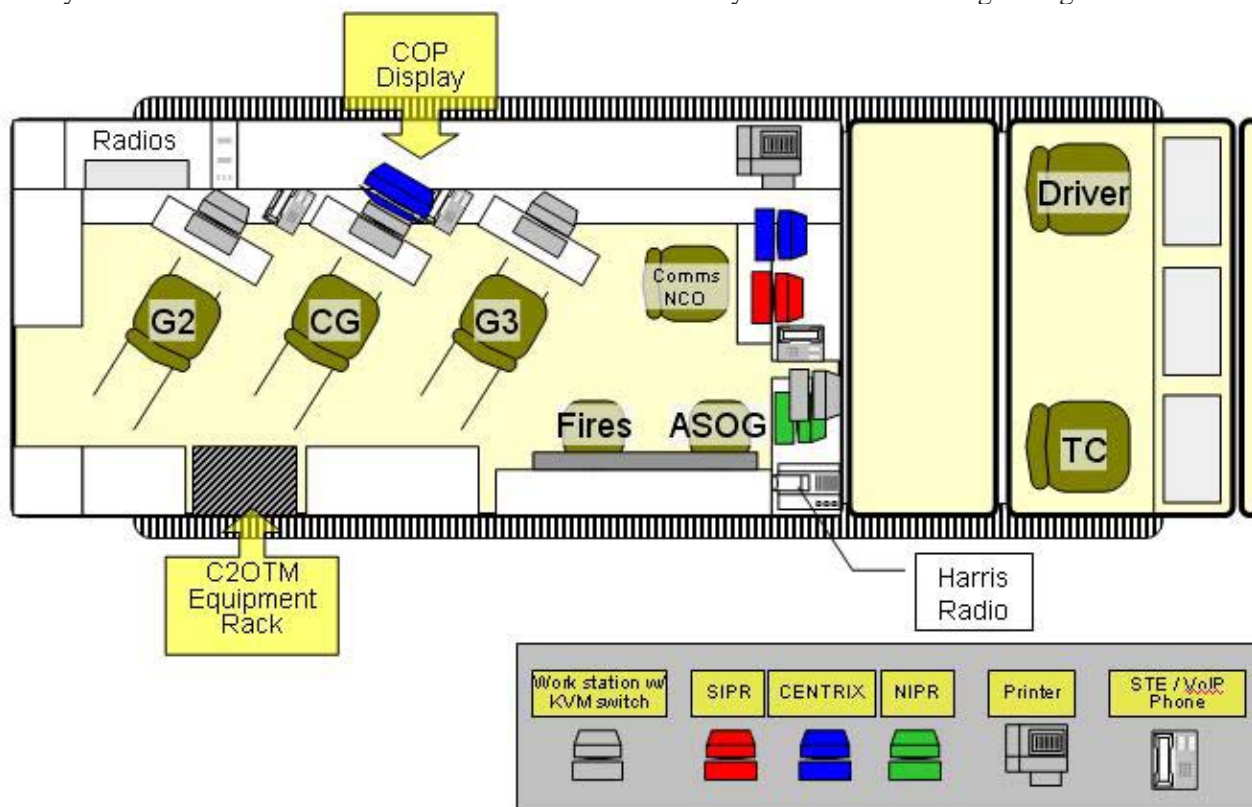 COP
Display
Radios
Driver
Comms
NCO
G2
CG
G3
Fires
ASOG
TC
C2OTM
Equipment
Rack
Harris
Radio
Work station w/
KVM switch
SIPR
CENTRIX
NIPR
Printer
STE / VoIP
Phone